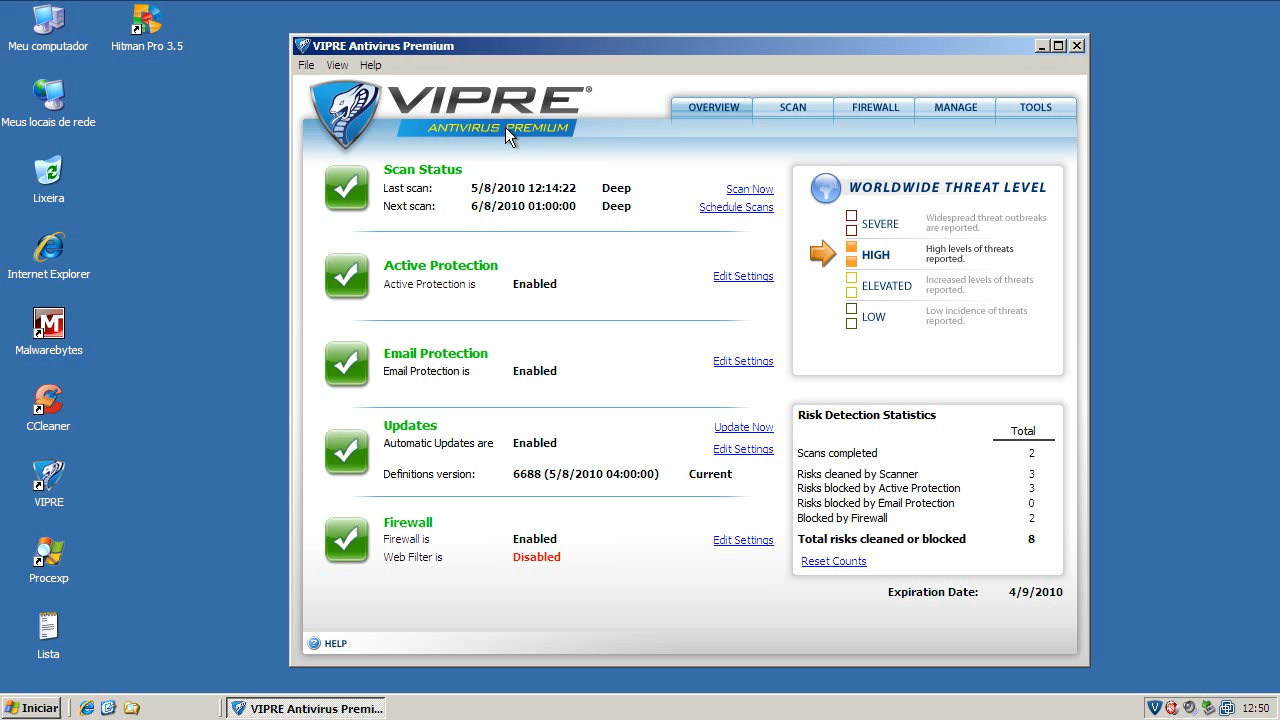 Meu computador
Hitman Pro 3.5
Meus locais de rede
Lixeira
Internet Explorer
Malwarebytes
CCleaner
VIPRE
Procexp
Lista
VIPRE Antivirus Premium
File View Help
VIPRE®
ANTIVIRUS PREMIUM
OVERVIEW SCAN FIREWALL MANAGE TOOLS
Scan Status
Last scan: 5/8/2010 12:14:22 Deep Scan Now
Next scan: 6/8/2010 01:00:00 Deep Schedule Scans
Active Protection
Active Protection is Enabled Edit Settings
Email Protection
Email Protection is Enabled Edit Settings
Updates
Update Now
Automatic Updates are Enabled Edit Settings
Definitions version: 6688 (5/8/2010 04:00:00) Current
Firewall
Firewall is Enabled Edit Settings
Web Filter is Disabled
WORLDWIDE THREAT LEVEL
SEVERE Widespread threat outbreaks
are reported.
HIGH High levels of threats
reported.
ELEVATED Increased levels of threats
reported.
LOW Low incidence of threats
reported.
Risk Detection Statistics
Total
Scans completed 2
Risks cleaned by Scanner 3
Risks blocked by Active Protection 3
Risks blocked by Email Protection 0
Blocked by Firewall 2
Total risks cleaned or blocked 8
Reset Counts
Expiration Date: 4/9/2010
HELP
Iniciar
VIPRE Antivirus Premi...
12:50